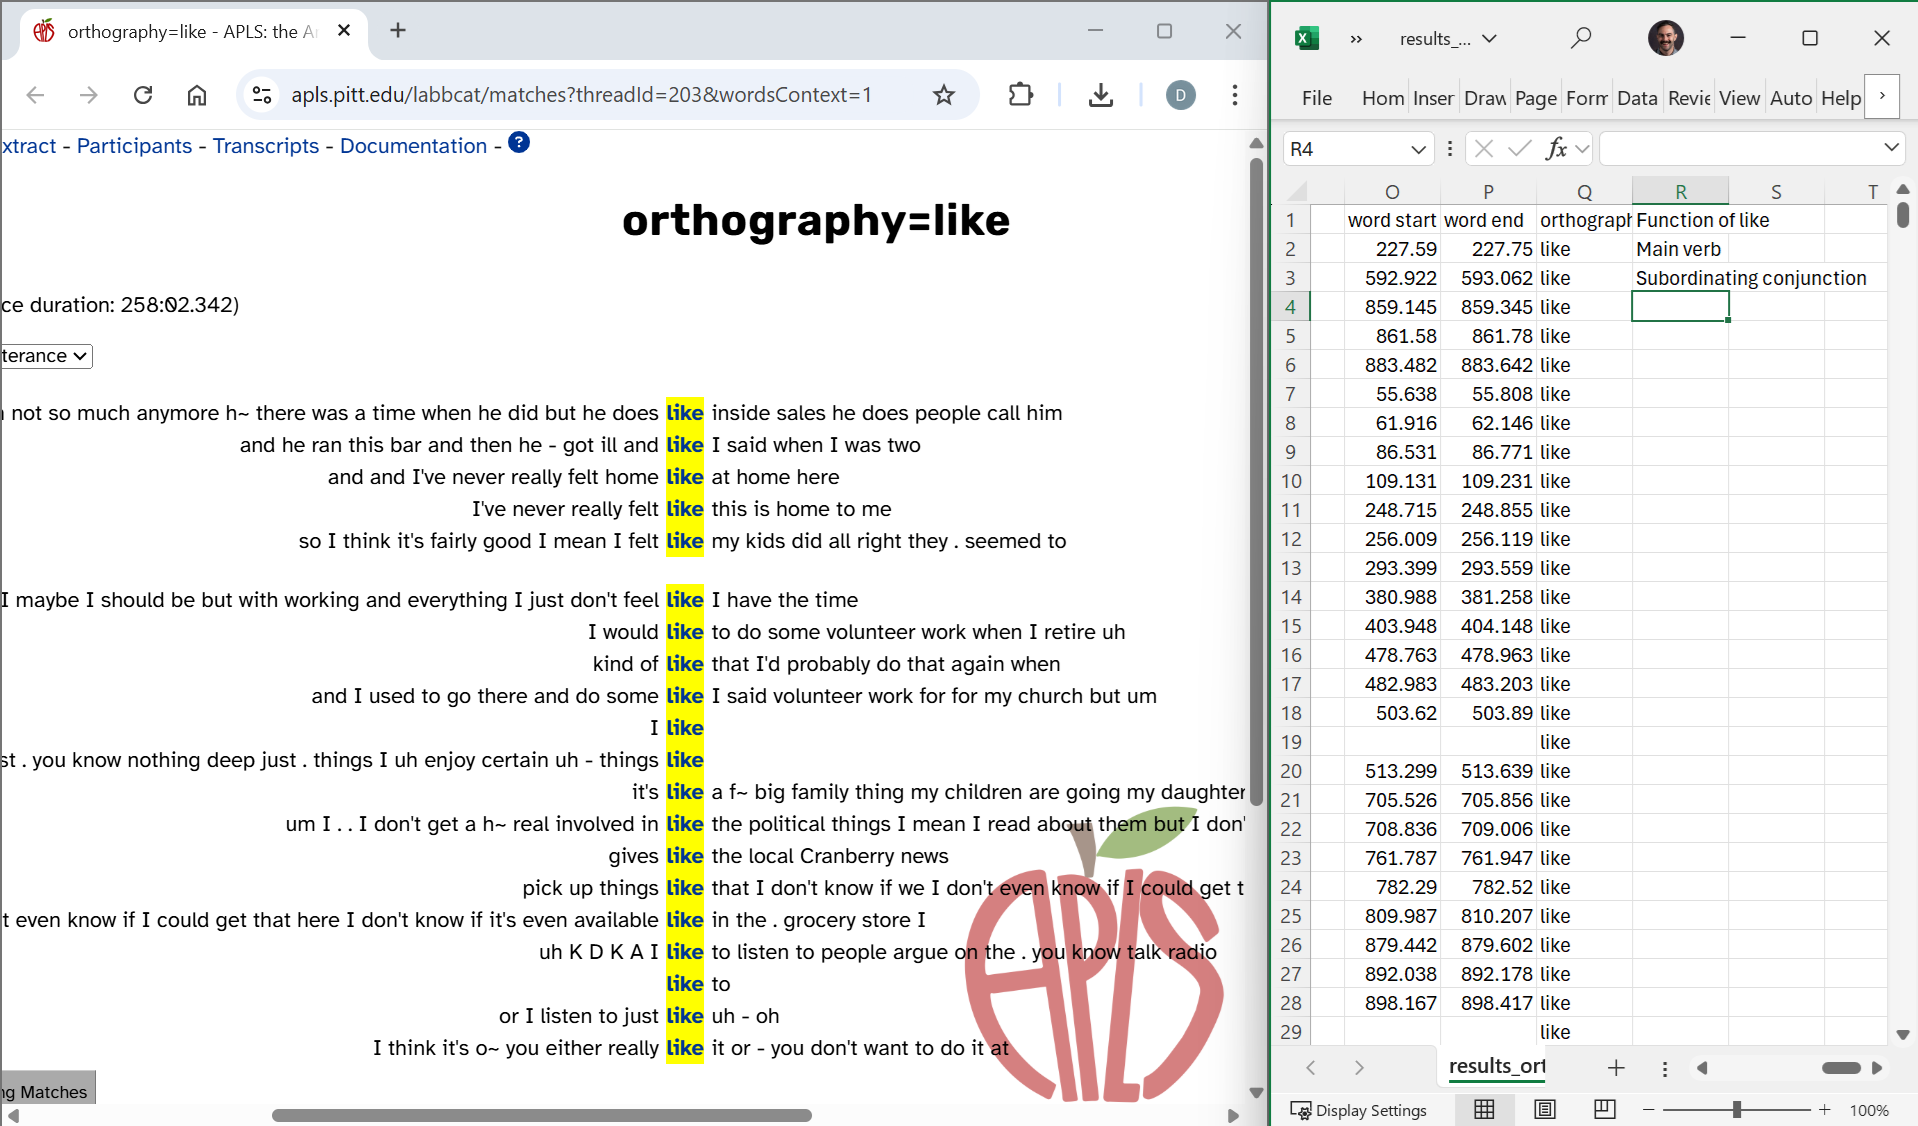 orthography=like - APLS: the Ar
apls.pitt.edu/labbcat/matches?threadId=203&wordsContext=1
D
xtract - Participants - Transcripts - Documentation - ?
orthography=like
ce duration: 258:02.342)
terance
n not so much anymore h~ there was a time when he did but he does like inside sales he does people call him
and he ran this bar and then he - got ill and like I said when I was two
and and I've never really felt home like at home here
I've never really felt like this is home to me
so I think it's fairly good I mean I felt like my kids did all right they . seemed to
I maybe I should be but with working and everything I just don't feel like I have the time
I would like to do some volunteer work when I retire uh
kind of like that I'd probably do that again when
and I used to go there and do some like I said volunteer work for for my church but um
I like
st . you know nothing deep just . things I uh enjoy certain uh - things like
it's like a f~ big family thing my children are going my daughter
um I . . I don't get a h~ real involved in like the political things I mean I read about them but I don'
gives like the local Cranberry news
pick up things like that I don't know if we I don't even know if I could get t
t even know if I could get that here I don't know if it's even available like in the . grocery store I
uh K D K A I like to listen to people argue on the . you know talk radio
like to
or I listen to just like uh - oh
I think it's o~ you either really like it or - you don't want to do it at
ng Matches
APLS
results_...
File Hom Inser Draw Page Form Data Revie View Auto Help
R4 fx
O P Q R S T
1 word start word end orthograph Function of like
2 227.59 227.75 like Main verb
3 592.922 593.062 like Subordinating conjunction
4 859.145 859.345 like
5 861.58 861.78 like
6 883.482 883.642 like
7 55.638 55.808 like
8 61.916 62.146 like
9 86.531 86.771 like
10 109.131 109.231 like
11 248.715 248.855 like
12 256.009 256.119 like
13 293.399 293.559 like
14 380.988 381.258 like
15 403.948 404.148 like
16 478.763 478.963 like
17 482.983 483.203 like
18 503.62 503.89 like
19 like
20 513.299 513.639 like
21 705.526 705.856 like
22 708.836 709.006 like
23 761.787 761.947 like
24 782.29 782.52 like
25 809.987 810.207 like
26 879.442 879.602 like
27 892.038 892.178 like
28 898.167 898.417 like
29 like
results_ort
Display Settings 100%